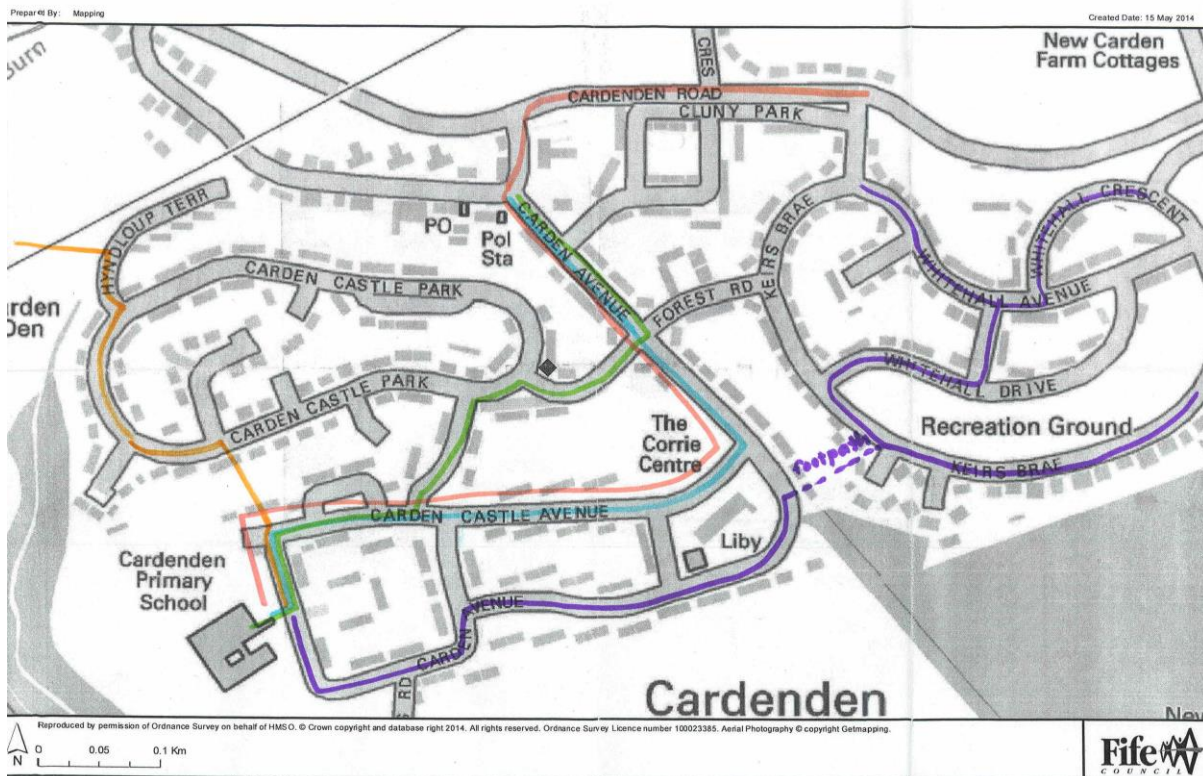 Prepared By: Mapping
Created Date: 15 May 2014
New Carden
Farm Cottages
CRES
CARDENDEN ROAD
CLUNY PARK
HYNDLOUP TERR
PO
Pol
Sta
CARDEN AVENUE
CARDEN CASTLE PARK
FOREST RD
KEIRS BRAE
WHITEHALL CRESCENT
WHITEHALL AVENUE
arden
Den
WHITEHALL DRIVE
CARDEN CASTLE PARK
The
Corrie
Centre
Recreation Ground
footpath
KEIRS BRAE
CARDEN CASTLE AVENUE
Liby
Cardenden
Primary
School
CARDEN AVENUE
S RD
Cardenden
New
Reproduced by permission of Ordnance Survey on behalf of HMSO. © Crown copyright and database right 2014. All rights reserved. Ordnance Survey Licence number 100023385. Aerial Photography © copyright Getmapping.
N
0 0.05 0.1 Km
Fife
COUNCIL